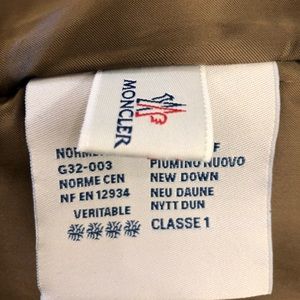 MONCLER
G32-003
NORME CEN
NF EN 12934
VERITABLE
PIUMINO NUOVO
NEW DOWN
NEU DAUNE
NYTT DUN
CLASSE 1